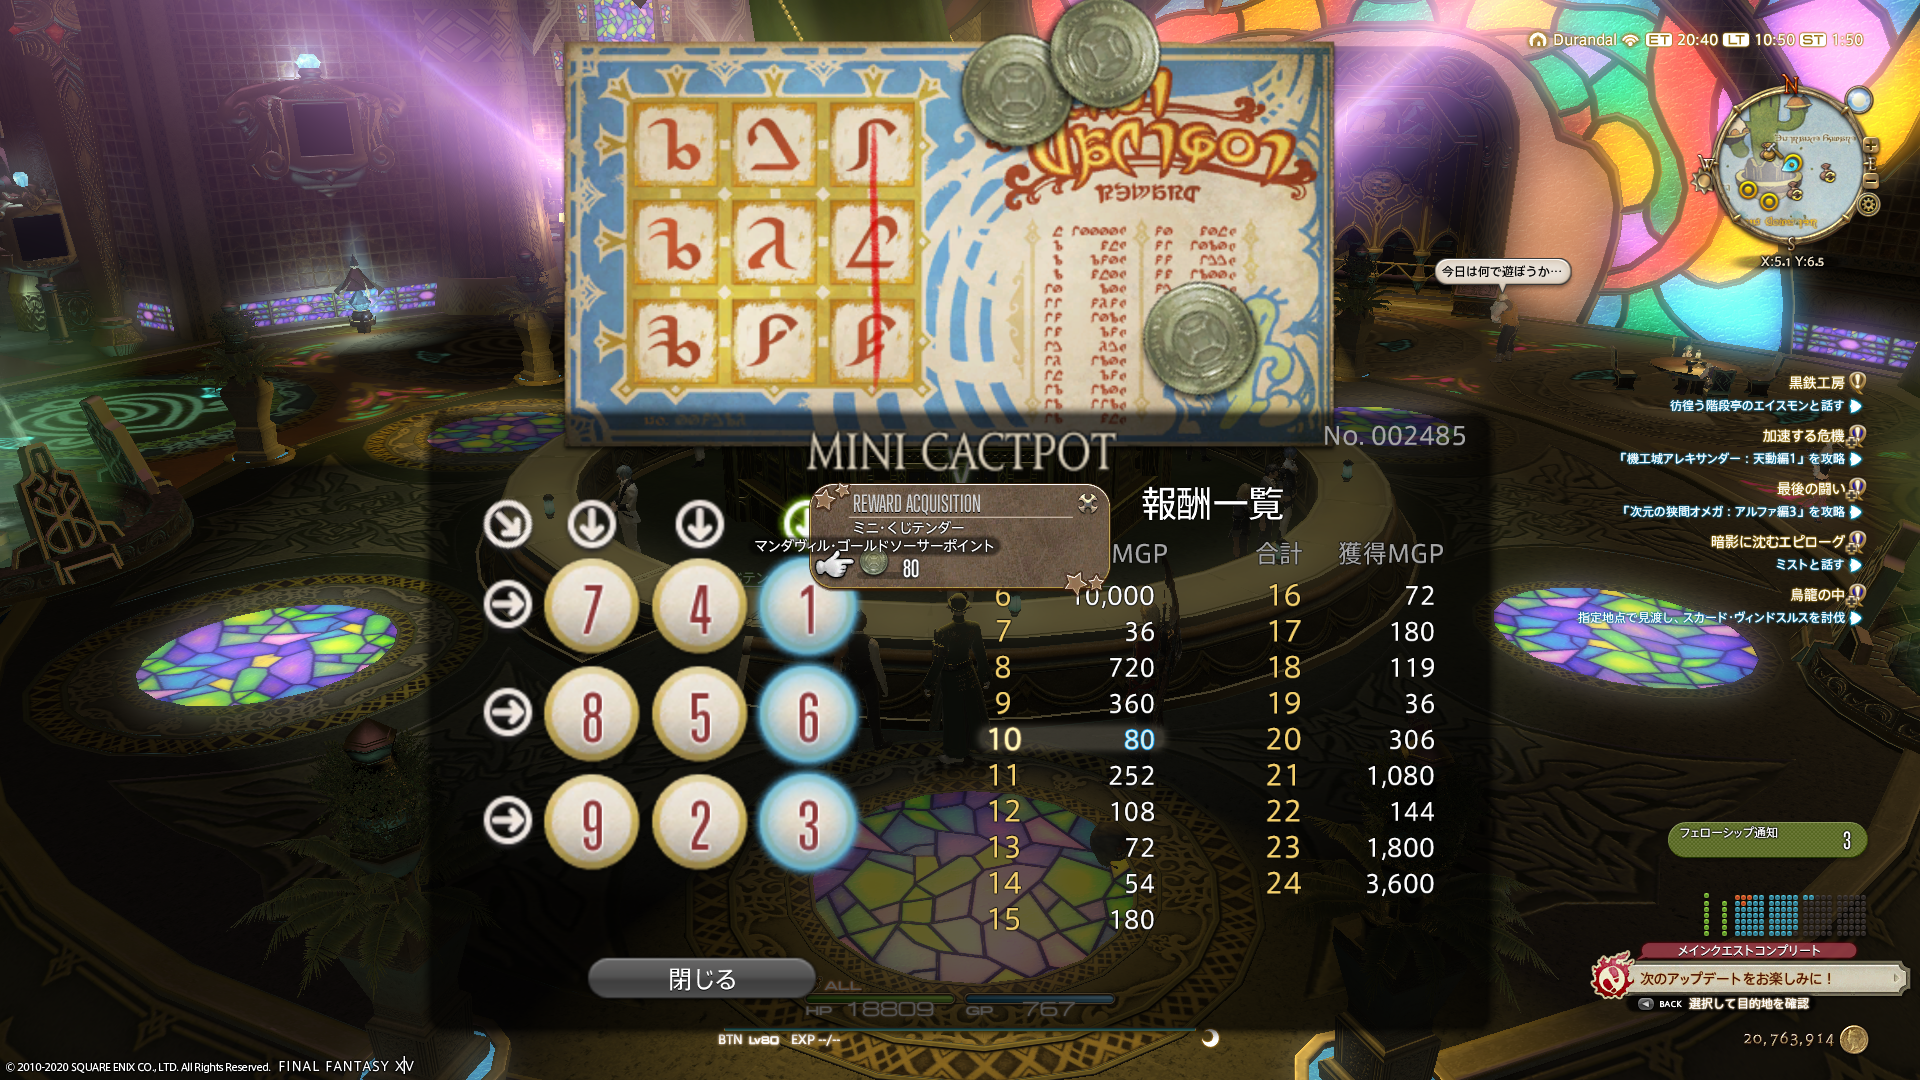 Durandal ET 20:40 LT 10:50 ST 1:50
N
X:5.1 Y:6.5
今日は何で遊ぼうか…
No. 002485
MINI CACTPOT
REWARD ACQUISITION
ミニ・くじテンダー
マンダヴィル・ゴールドソーサーポイント
80
報酬一覧
MGP 合計 獲得MGP
7 4 1
8 5 6
9 2 3
6 10,000 16 72
7 36 17 180
8 720 18 119
9 360 19 36
10 80 20 306
11 252 21 1,080
12 108 22 144
13 72 23 1,800
14 54 24 3,600
15 180
閉じる
黒鉄工房
彷徨う階段亭のエイスモンと話す
加速する危機
「機工城アレキサンダー：天動編1」を攻略
最後の闘い
「次元の狭間オメガ：アルファ編3」を攻略
暗影に沈むエピローグ
ミストと話す
鳥籠の中
指定地点で見渡し、スカード・ヴィンドスルスを討伐
フェローシップ通知 3
メインクエストコンプリート
次のアップデートをお楽しみに！
BACK 選択して目的地を確認
20,763,914
ALL
HP 18809 GP 767
BTN Lv80 EXP --/--
© 2010-2020 SQUARE ENIX CO., LTD. All Rights Reserved. FINAL FANTASY XIV